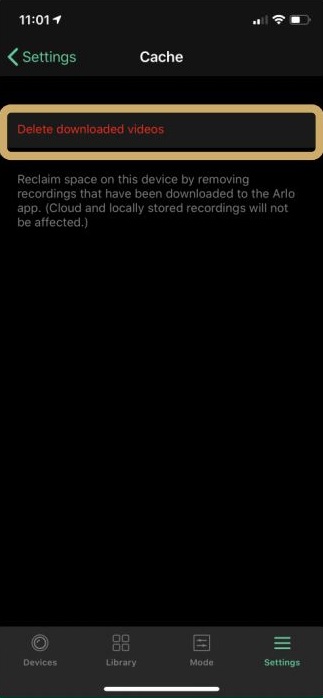 11:01
Settings
Cache
Delete downloaded videos
Reclaim space on this device by removing
recordings that have been downloaded to the Arlo
app. (Cloud and locally stored recordings will not
be affected.)
Devices
Library
Mode
Settings